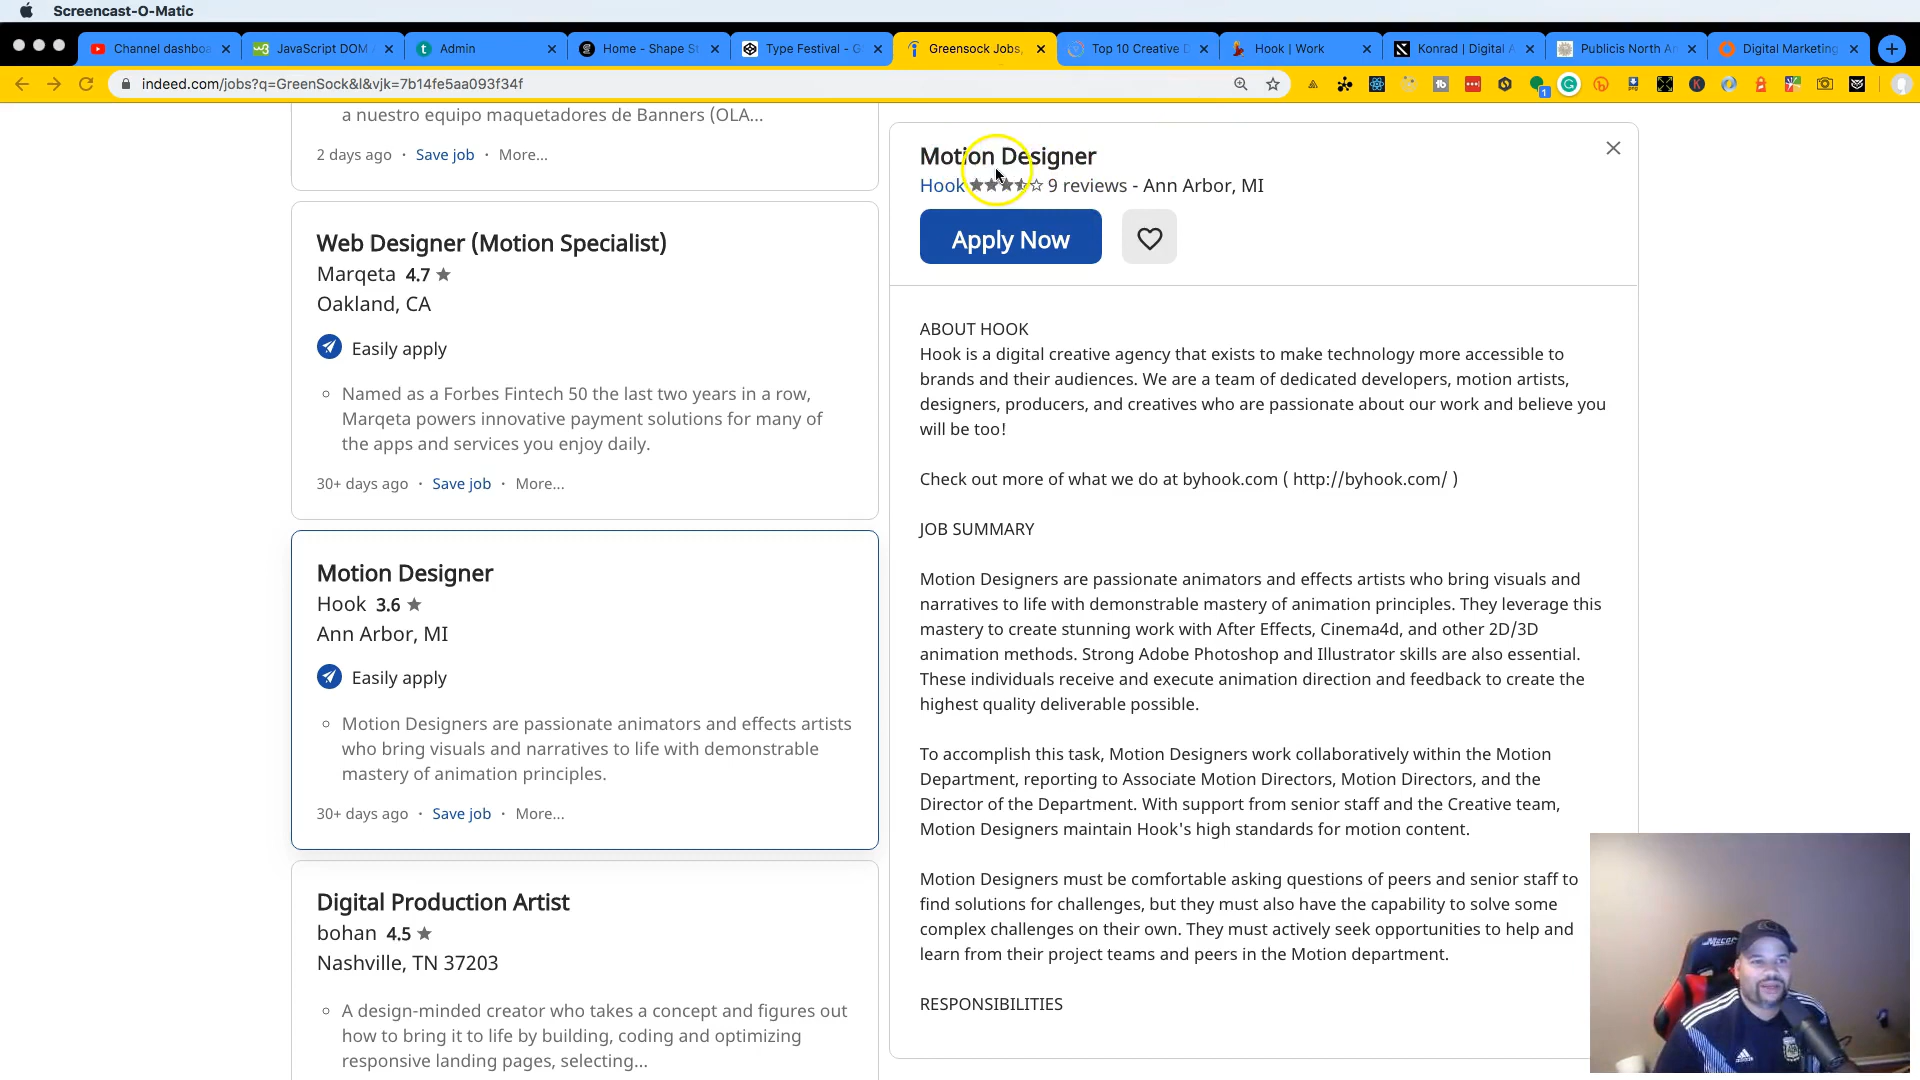 Screencast-O-Matic
Channel dashboa
JavaScript DOM
Admin
Home - Shape St
Type Festival - G
Greensock Jobs,
Top 10 Creative D
Hook | Work
Konrad | Digital A
Publicis North Am
Digital Marketing
indeed.com/jobs?q=GreenSock&l&vjk=7b14fe5aa093f34f
a nuestro equipo maquetadores de Banners (OLA...
2 days ago · Save job · More...
Web Designer (Motion Specialist)
Marqeta 4.7 ★
Oakland, CA
Easily apply
Named as a Forbes Fintech 50 the last two years in a row,
Marqeta powers innovative payment solutions for many of
the apps and services you enjoy daily.
30+ days ago · Save job · More...
Motion Designer
Hook 3.6 ★
Ann Arbor, MI
Easily apply
Motion Designers are passionate animators and effects artists
who bring visuals and narratives to life with demonstrable
mastery of animation principles.
30+ days ago · Save job · More...
Digital Production Artist
bohan 4.5 ★
Nashville, TN 37203
A design-minded creator who takes a concept and figures out
how to bring it to life by building, coding and optimizing
responsive landing pages, selecting...
Motion Designer
Hook 9 reviews - Ann Arbor, MI
Apply Now
ABOUT HOOK
Hook is a digital creative agency that exists to make technology more accessible to
brands and their audiences. We are a team of dedicated developers, motion artists,
designers, producers, and creatives who are passionate about our work and believe you
will be too!
Check out more of what we do at byhook.com ( http://byhook.com/ )
JOB SUMMARY
Motion Designers are passionate animators and effects artists who bring visuals and
narratives to life with demonstrable mastery of animation principles. They leverage this
mastery to create stunning work with After Effects, Cinema4d, and other 2D/3D
animation methods. Strong Adobe Photoshop and Illustrator skills are also essential.
These individuals receive and execute animation direction and feedback to create the
highest quality deliverable possible.
To accomplish this task, Motion Designers work collaboratively within the Motion
Department, reporting to Associate Motion Directors, Motion Directors, and the
Director of the Department. With support from senior staff and the Creative team,
Motion Designers maintain Hook's high standards for motion content.
Motion Designers must be comfortable asking questions of peers and senior staff to
find solutions for challenges, but they must also have the capability to solve some
complex challenges on their own. They must actively seek opportunities to help and
learn from their project teams and peers in the Motion department.
RESPONSIBILITIES